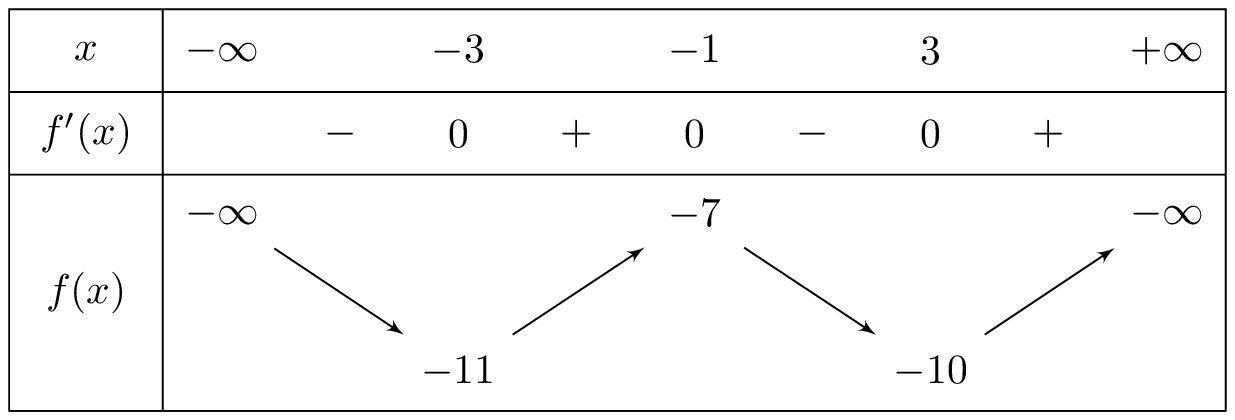 x −∞ −3 −1 3 +∞
f′(x) − 0 + 0 − 0 +
−∞ −7 −∞
f(x)
−11 −10